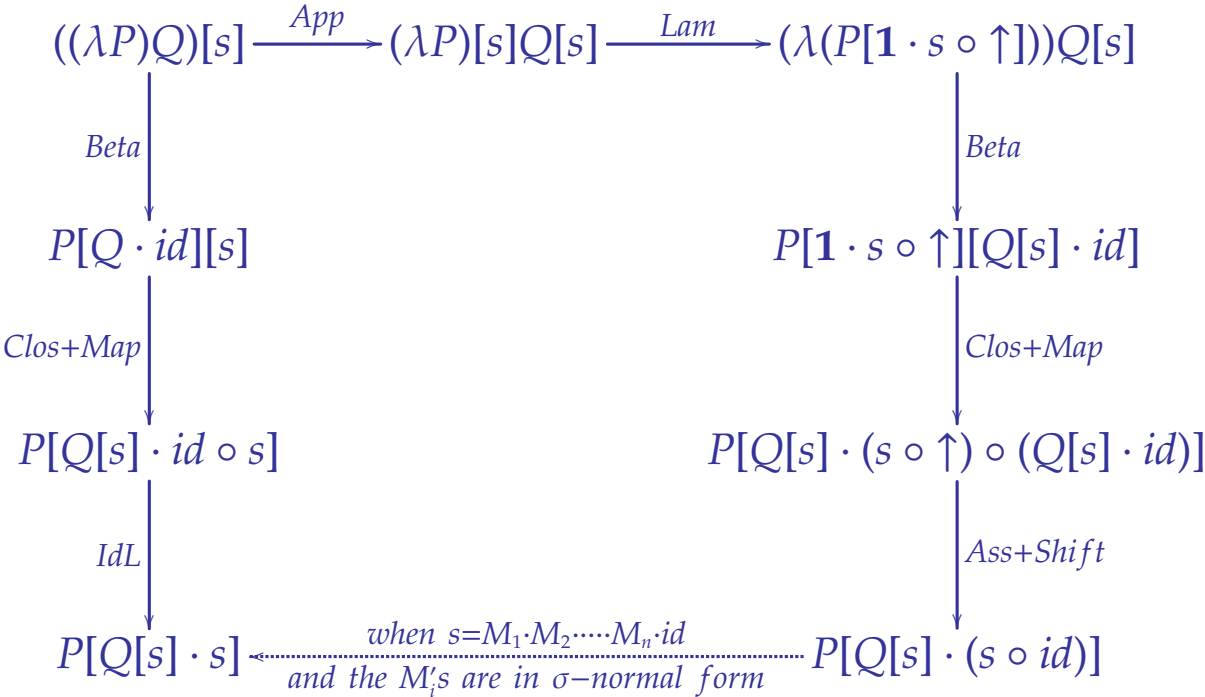 ((λP)Q)[s] App (λP)[s]Q[s] Lam (λ(P[𝟏 · s ∘ ↑]))Q[s]
Beta Beta
P[Q · id][s] P[𝟏 · s ∘ ↑][Q[s] · id]
Clos+Map Clos+Map
P[Q[s] · id ∘ s] P[Q[s] · (s ∘ ↑) ∘ (Q[s] · id)]
IdL Ass+Shift
when s=M₁·M₂·····Mₙ·id
P[Q[s] · s] P[Q[s] · (s ∘ id)]
and the M′ᵢs are in σ−normal form